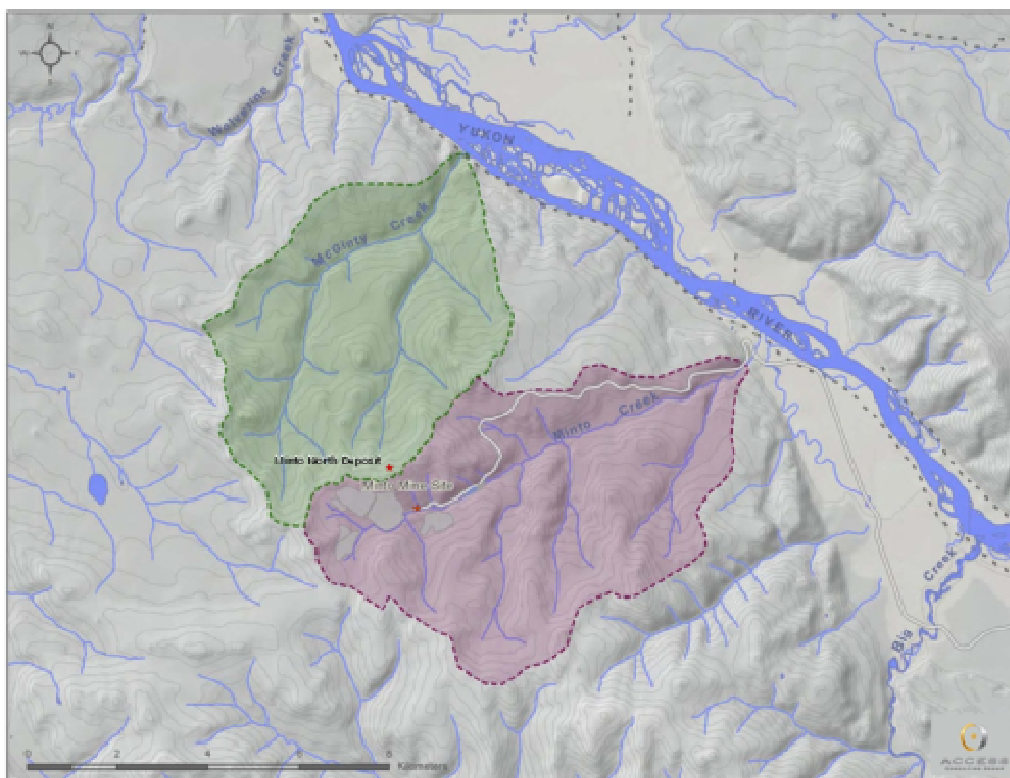 N
W E
S
Wolverine Creek
YUKON
McGinty Creek
RIVER
Minto Creek
Minto North Deposit
Minto Mine Site
Big Creek
0 2 4 6 8
Kilometers
ACCESS